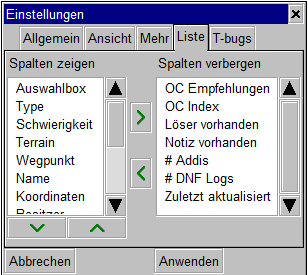 Einstellungen
Allgemein Ansicht Mehr Liste T-bugs
Spalten zeigen Spalten verbergen
Auswahlbox
Type
Schwierigkeit
Terrain
Wegpunkt
Name
Koordinaten
Besitzer
OC Empfehlungen
OC Index
Löser vorhanden
Notiz vorhanden
# Addis
# DNF Logs
Zuletzt aktualisiert
Abbrechen Anwenden